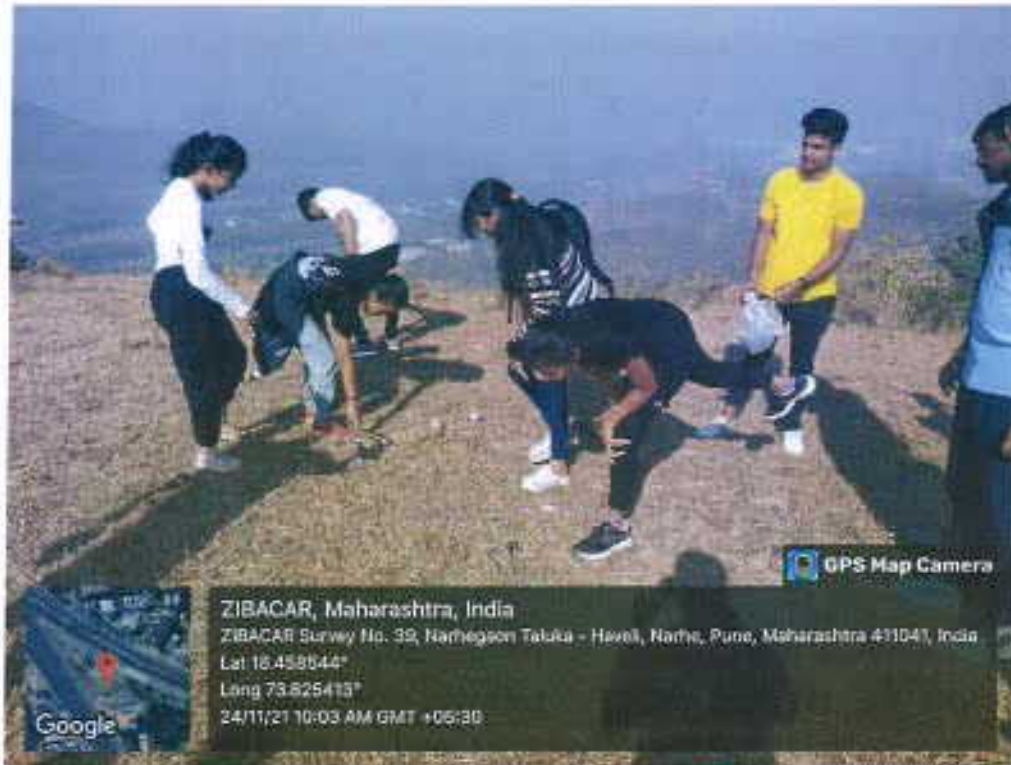 GPS Map Camera
ZIBACAR, Maharashtra, India
ZIBACAR Survey No. 39, Narhegaon Taluka - Haveli, Narhe, Pune, Maharashtra 411041, India
Lat 18.458544°
Long 73.825413°
24/11/21 10:03 AM GMT +05:30
Google